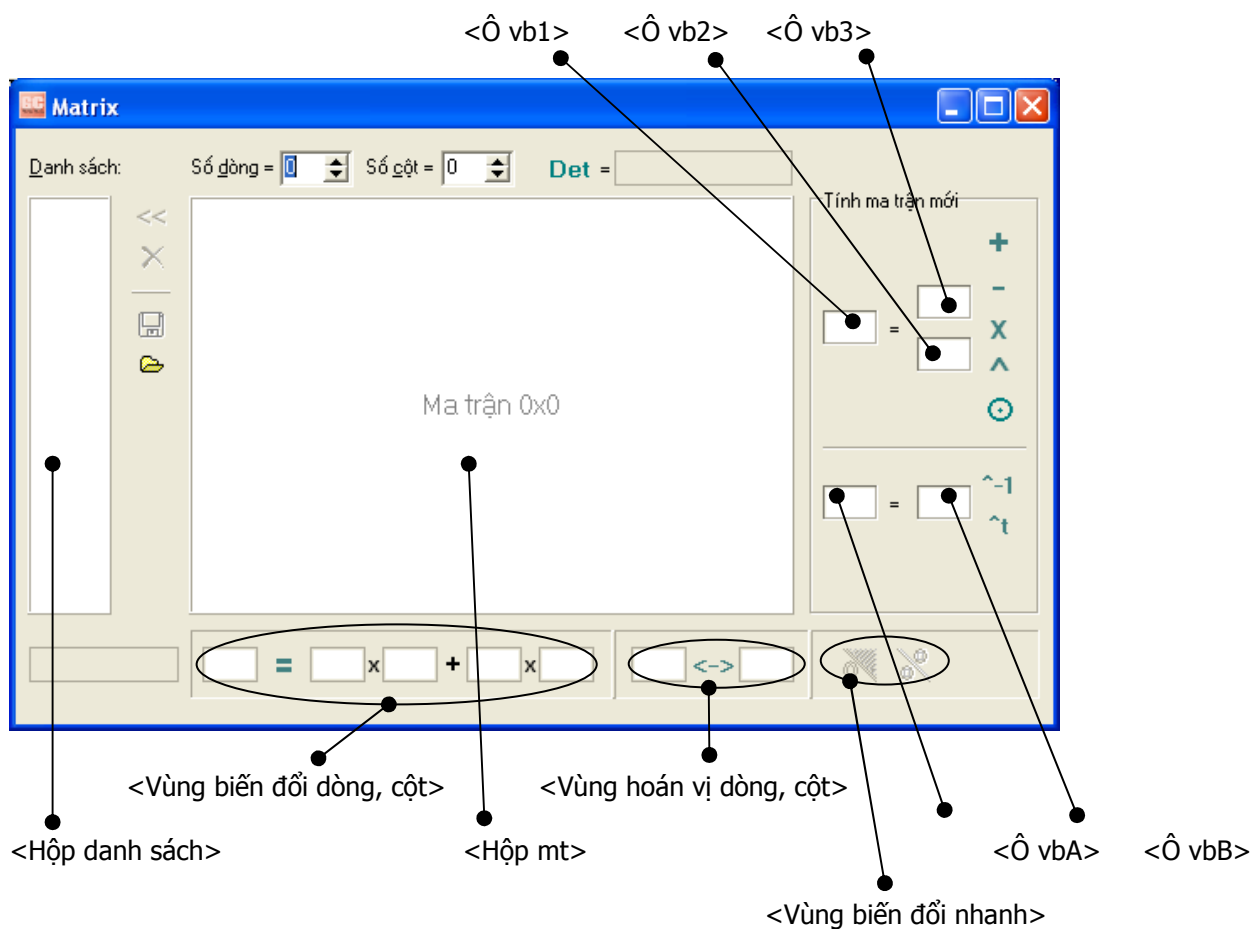 <Ô vb1> <Ô vb2> <Ô vb3>
Matrix
Danh sách: Số dòng = 0 Số cột = 0 Det =
Tính ma trận mới
<<
+
-
=
X
^
Ma trận 0x0
^-1
=
^t
= x + x <->
<Vùng biến đổi dòng, cột> <Vùng hoán vị dòng, cột>
<Hộp danh sách> <Hộp mt> <Ô vbA> <Ô vbB>
<Vùng biến đổi nhanh>